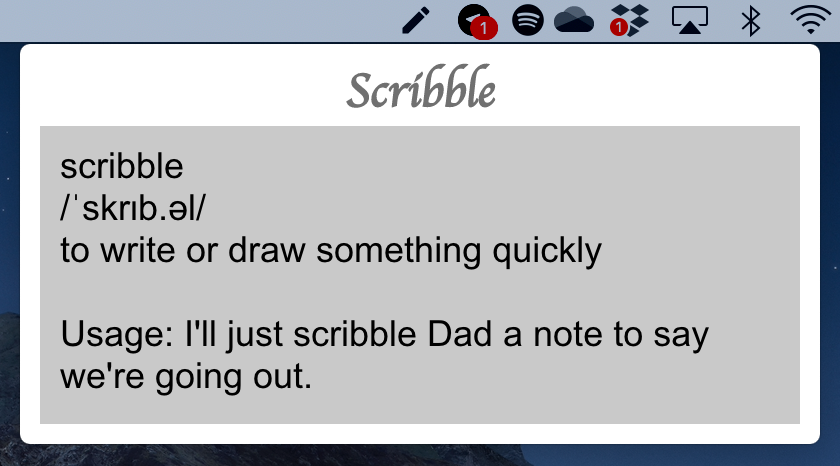 1
1
Scribble
scribble
/ˈskrıb.əl/
to write or draw something quickly
Usage: I'll just scribble Dad a note to say
we're going out.